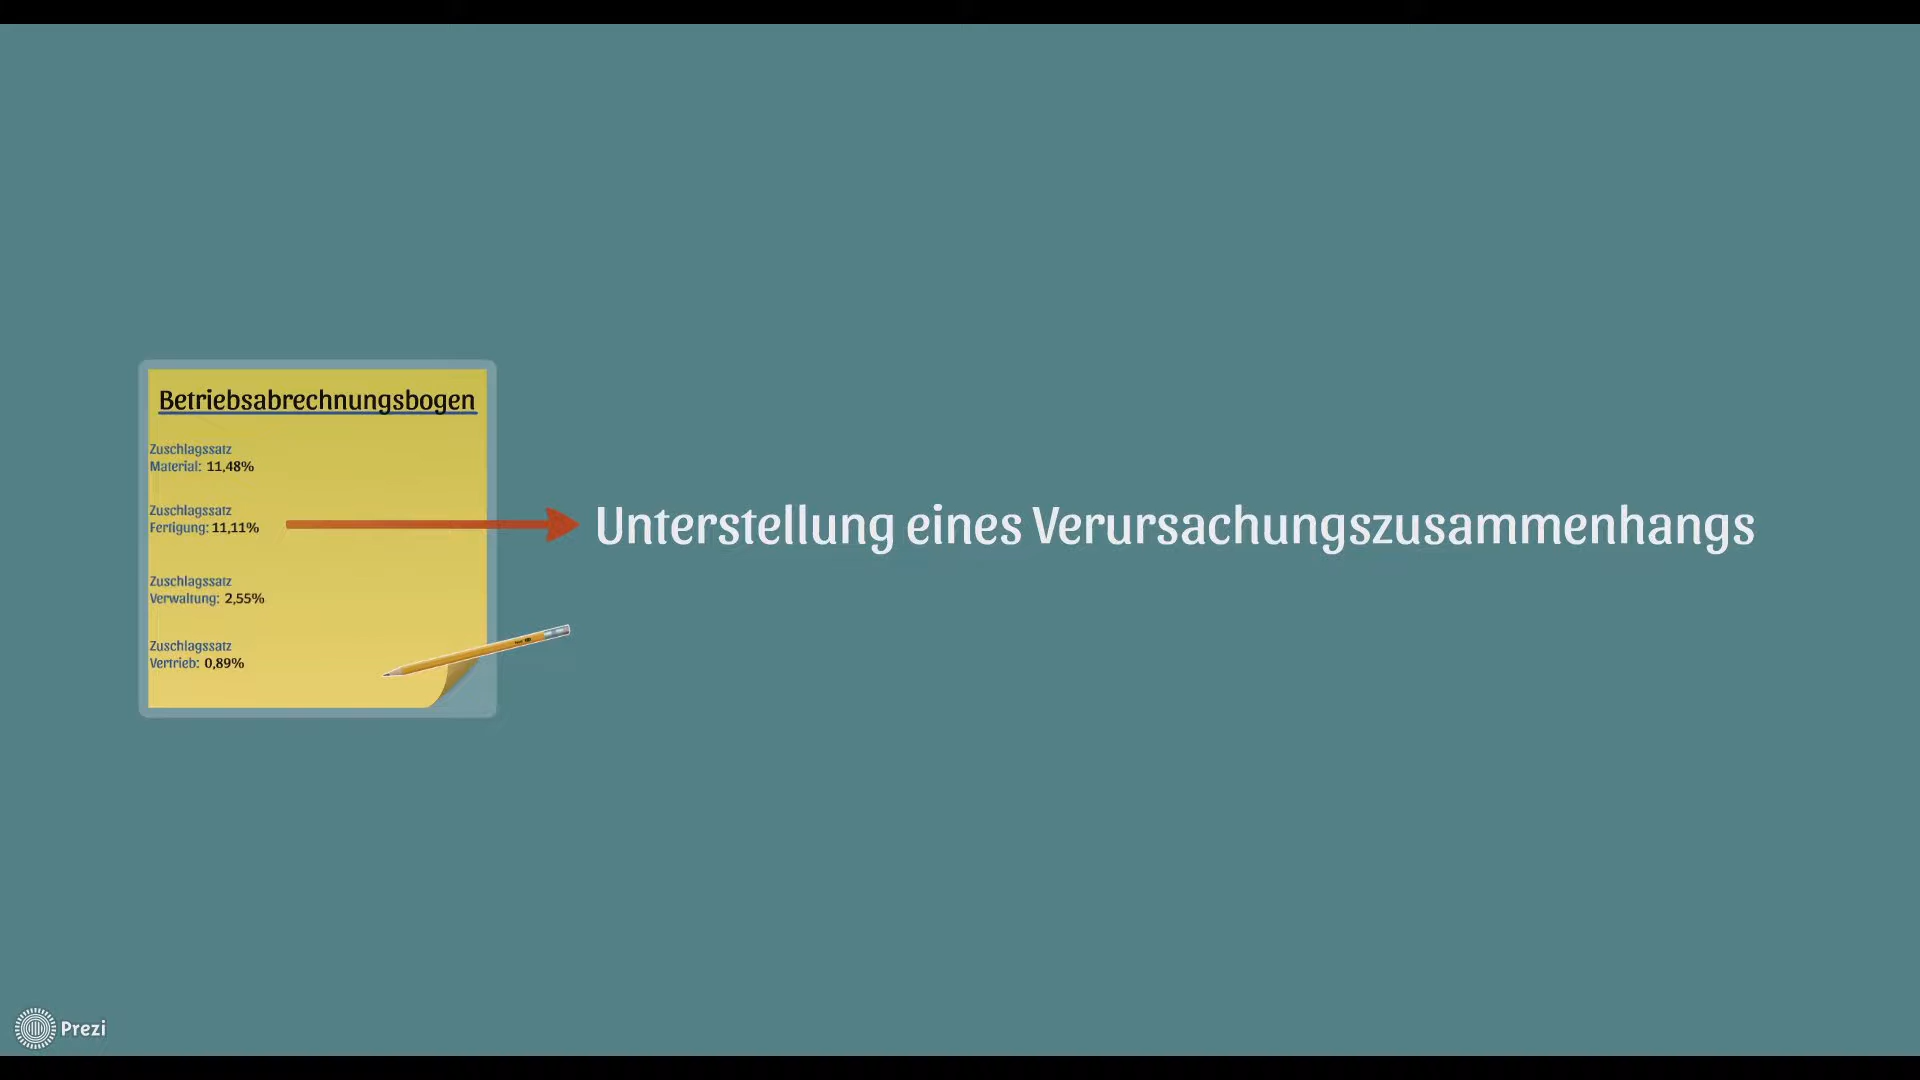 Betriebsabrechnungsbogen
Zuschlagssatz
Material: 11,48%
Zuschlagssatz
Fertigung: 11,11%
Unterstellung eines Verursachungszusammenhangs
Zuschlagssatz
Verwaltung: 2,55%
Zuschlagssatz
Vertrieb: 0,89%
Prezi